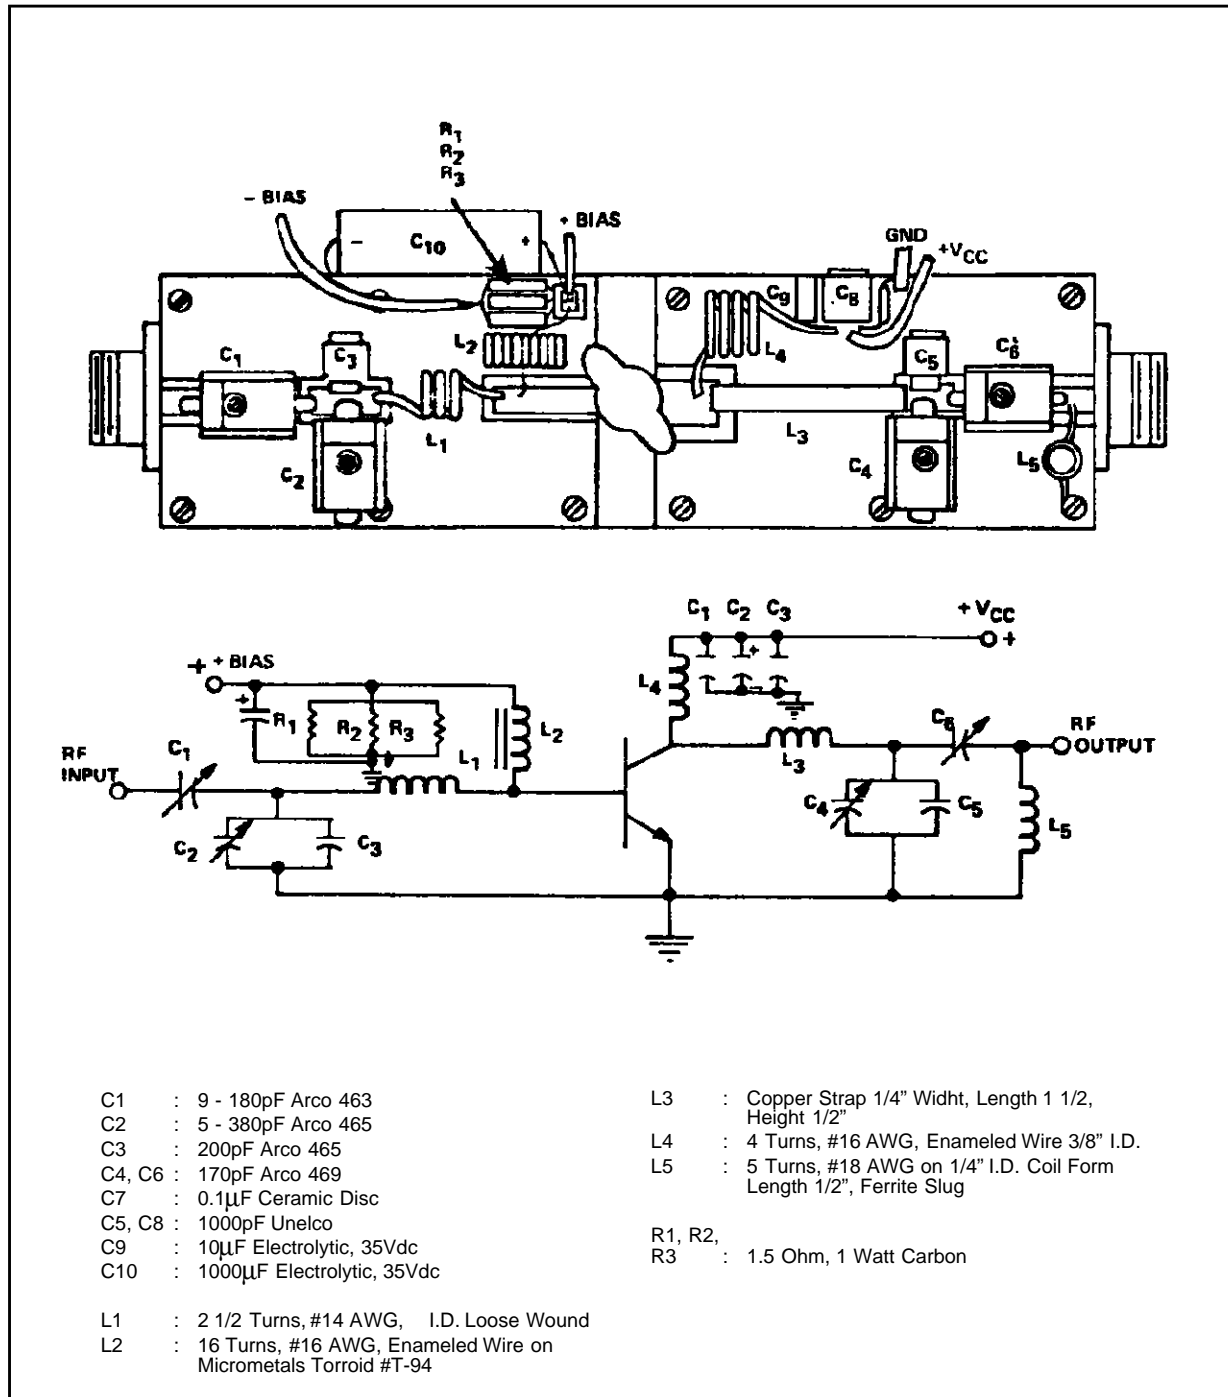 R1
R2
R3
- BIAS
+ BIAS
C10
- +
GND
+VCC
C9 C8
L2
L4
C1 C3
C5 C6
L1
L3
C2
C4
L5
C1 C2 C3
+ VCC
+
+ + BIAS
L4
+
R1 R2 R3
L2
+
-
C6
RF
OUTPUT
RF
INPUT
C1
L1
L3
C4 C5
L5
C2 C3
C1 : 9 - 180pF Arco 463
C2 : 5 - 380pF Arco 465
C3 : 200pF Arco 465
C4, C6 : 170pF Arco 469
C7 : 0.1μF Ceramic Disc
C5, C8 : 1000pF Unelco
C9 : 10μF Electrolytic, 35Vdc
C10 : 1000μF Electrolytic, 35Vdc
L1 : 2 1/2 Turns, #14 AWG, I.D. Loose Wound
L2 : 16 Turns, #16 AWG, Enameled Wire on
Micrometals Torroid #T-94
L3 : Copper Strap 1/4” Widht, Length 1 1/2,
Height 1/2”
L4 : 4 Turns, #16 AWG, Enameled Wire 3/8” I.D.
L5 : 5 Turns, #18 AWG on 1/4” I.D. Coil Form
Length 1/2”, Ferrite Slug
R1, R2,
R3 : 1.5 Ohm, 1 Watt Carbon